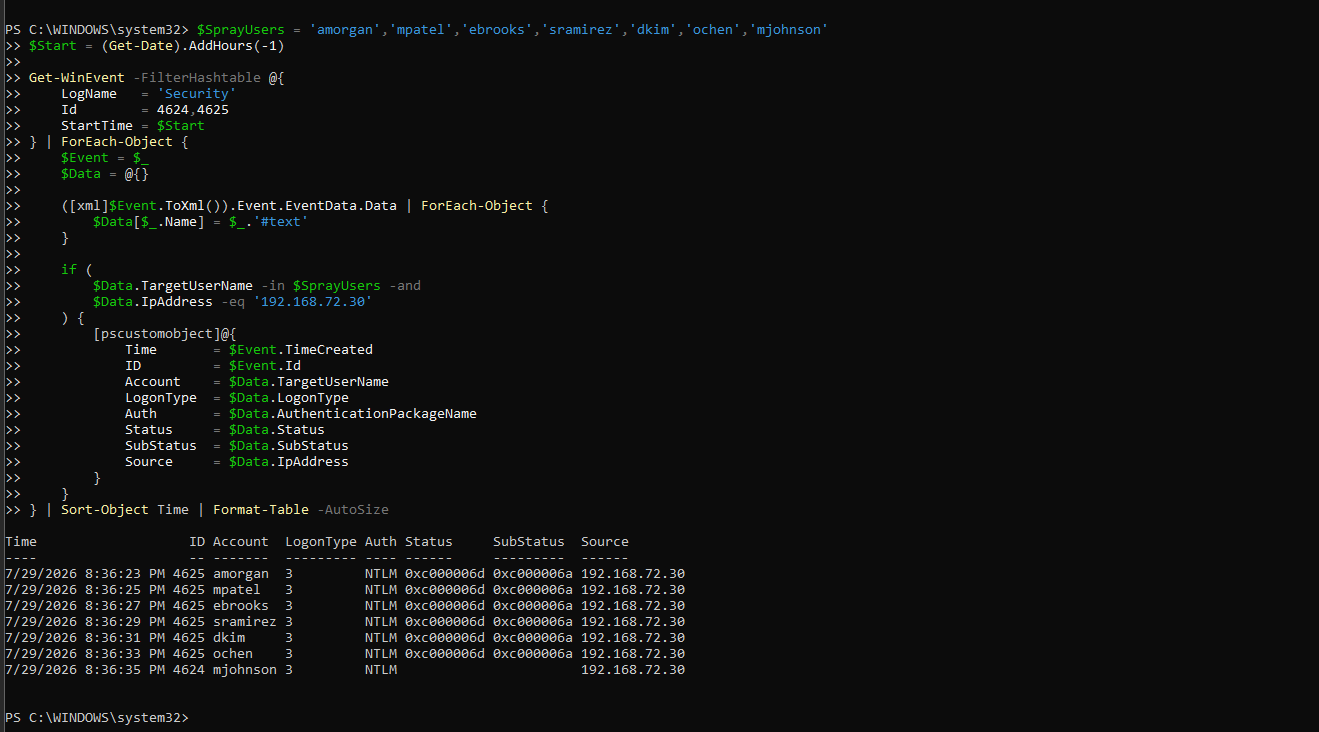 PS C:\WINDOWS\system32> $SprayUsers = 'amorgan','mpatel','ebrooks','sramirez','dkim','ochen','mjohnson'
>> $Start = (Get-Date).AddHours(-1)
>>
>> Get-WinEvent -FilterHashtable @{
>>     LogName   = 'Security'
>>     Id        = 4624,4625
>>     StartTime = $Start
>> } | ForEach-Object {
>>     $Event = $_
>>     $Data = @{}
>>
>>     ([xml]$Event.ToXml()).Event.EventData.Data | ForEach-Object {
>>         $Data[$_.Name] = $_.'#text'
>>     }
>>
>>     if (
>>         $Data.TargetUserName -in $SprayUsers -and
>>         $Data.IpAddress -eq '192.168.72.30'
>>     ) {
>>         [pscustomobject]@{
>>             Time       = $Event.TimeCreated
>>             ID         = $Event.Id
>>             Account    = $Data.TargetUserName
>>             LogonType  = $Data.LogonType
>>             Auth       = $Data.AuthenticationPackageName
>>             Status     = $Data.Status
>>             SubStatus  = $Data.SubStatus
>>             Source     = $Data.IpAddress
>>         }
>>     }
>> } | Sort-Object Time | Format-Table -AutoSize

Time                   ID Account  LogonType Auth Status     SubStatus  Source
----                   -- -------  --------- ---- ------     ---------  ------
7/29/2026 8:36:23 PM 4625 amorgan  3         NTLM 0xc000006d 0xc000006a 192.168.72.30
7/29/2026 8:36:25 PM 4625 mpatel   3         NTLM 0xc000006d 0xc000006a 192.168.72.30
7/29/2026 8:36:27 PM 4625 ebrooks  3         NTLM 0xc000006d 0xc000006a 192.168.72.30
7/29/2026 8:36:29 PM 4625 sramirez 3         NTLM 0xc000006d 0xc000006a 192.168.72.30
7/29/2026 8:36:31 PM 4625 dkim     3         NTLM 0xc000006d 0xc000006a 192.168.72.30
7/29/2026 8:36:33 PM 4625 ochen    3         NTLM 0xc000006d 0xc000006a 192.168.72.30
7/29/2026 8:36:35 PM 4624 mjohnson 3         NTLM                       192.168.72.30

PS C:\WINDOWS\system32>